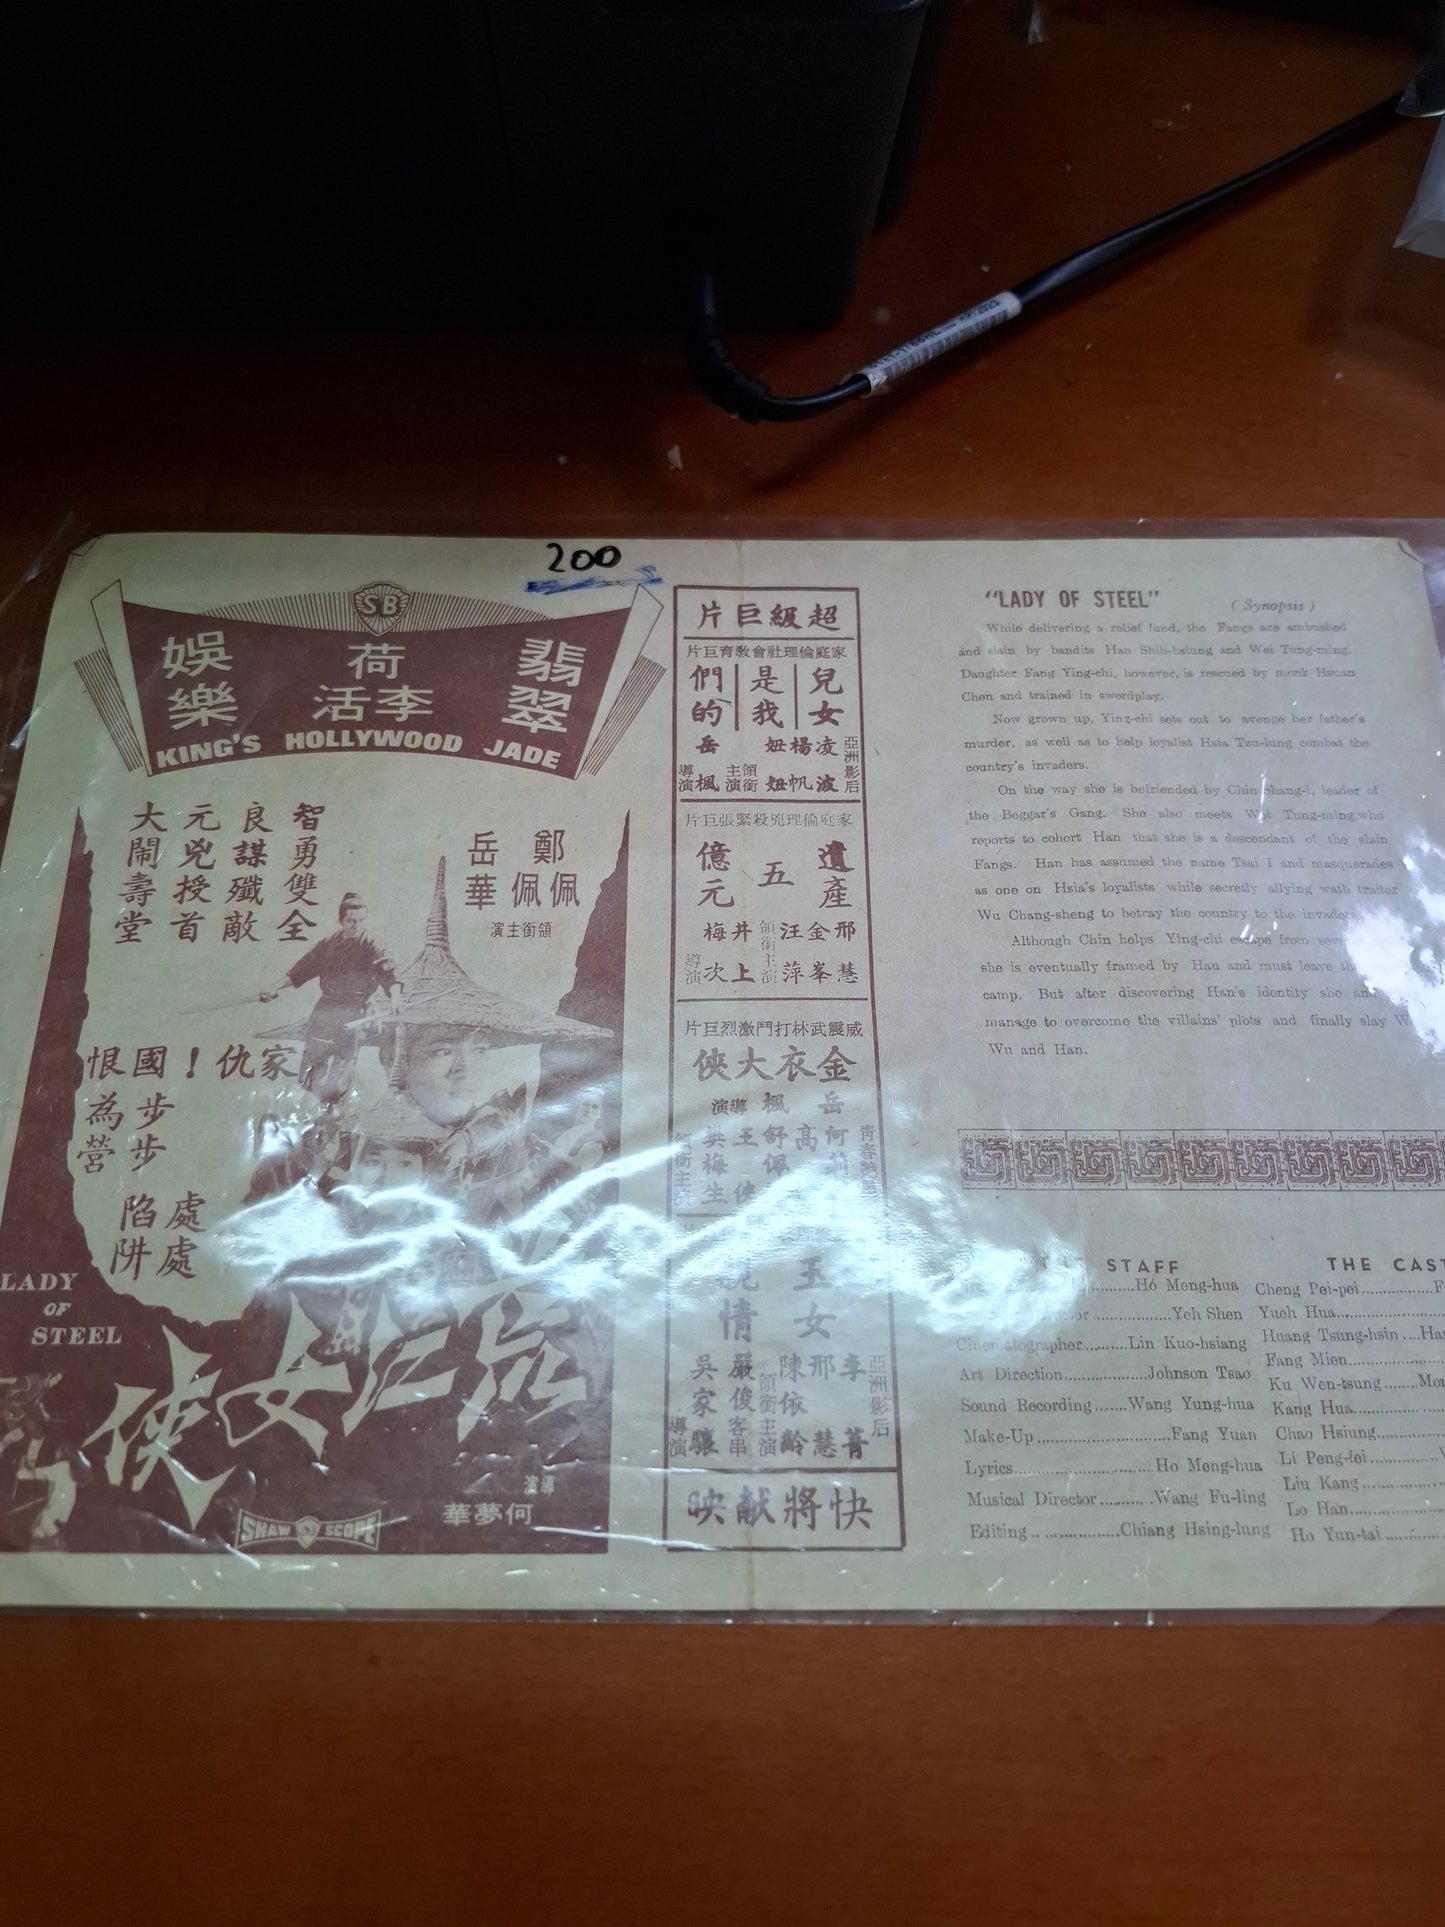 200
SB
翡翠
荷李活
娛樂
KING'S HOLLYWOOD JADE
智勇雙全
良謀殲敵
元兇授首
大鬧壽堂
鄭佩佩
岳華
領銜主演
家仇！國恨
步步為營
處處陷阱
LADY
OF
STEEL
女俠
導演
何夢華
SHAW SB SCOPE
超級巨片
家庭倫理社會教育巨片
兒女是我們的
亞洲影后
凌波
楊帆
妞妞
領銜主演
岳楓
導演
家庭倫理兇殺緊張巨片
遺產五億元
邢慧
金峯
汪萍
領銜主演
井上梅次
導演
威震武林打鬥激烈巨片
金衣大俠
岳楓
導演
青春艷星
何莉
高
舒佩
王俠
洪梅生
領銜主演
玉女
情
亞洲影后
李菁
邢慧
陳依齡
領銜主演
嚴俊客串
吳家驤
導演
快將献映
"LADY OF STEEL" (Synopsis)
While delivering a relief fund, the Fangs are ambushed
and slain by bandits Han Shih-hsiung and Wei Tung-ming.
Daughter Fang Ying-chi, however, is rescued by monk Hsuan
Chen and trained in swordplay.
Now grown up, Ying-chi sets out to avenge her father's
murder, as well as to help loyalist Hsia Tzu-lung combat the
country's invaders.
On the way she is befriended by Chin Shang-i, leader of
the Beggar's Gang. She also meets Wei Tung-ming,who
reports to cohort Han that she is a descendant of the slain
Fangs. Han has assumed the name Tsai I and masquerades
as one on Hsia's loyalists while secretly allying with traitor
Wu Chang-sheng to betray the country to the invaders
Although Chin helps Ying-chi escape from
she is eventually framed by Han and must leave
camp. But after discovering Han's identity she and
manage to overcome the villains' plots and finally slay
Wu and Han.
STAFF
Ho Meng-hua
Yeh Shen
Cinematographer.........Lin Kuo-hsiang
Art Direction.....................Johnson Tsao
Sound Recording.......Wang Yung-hua
Make-Up.................................Fang Yuan
Lyrics.................................Ho Meng-hua
Musical Director...........Wang Fu-ling
Editing ..................Chiang Hsing-lung
THE CAST
Cheng Pei-pei
Yueh Hua
Huang Tsung-hsin
Fang Mien
Ku Wen-tsung
Kang Hua
Chao Hsiung
Li Peng-fei
Liu Kang
Lo Han
Ho Yun-tai